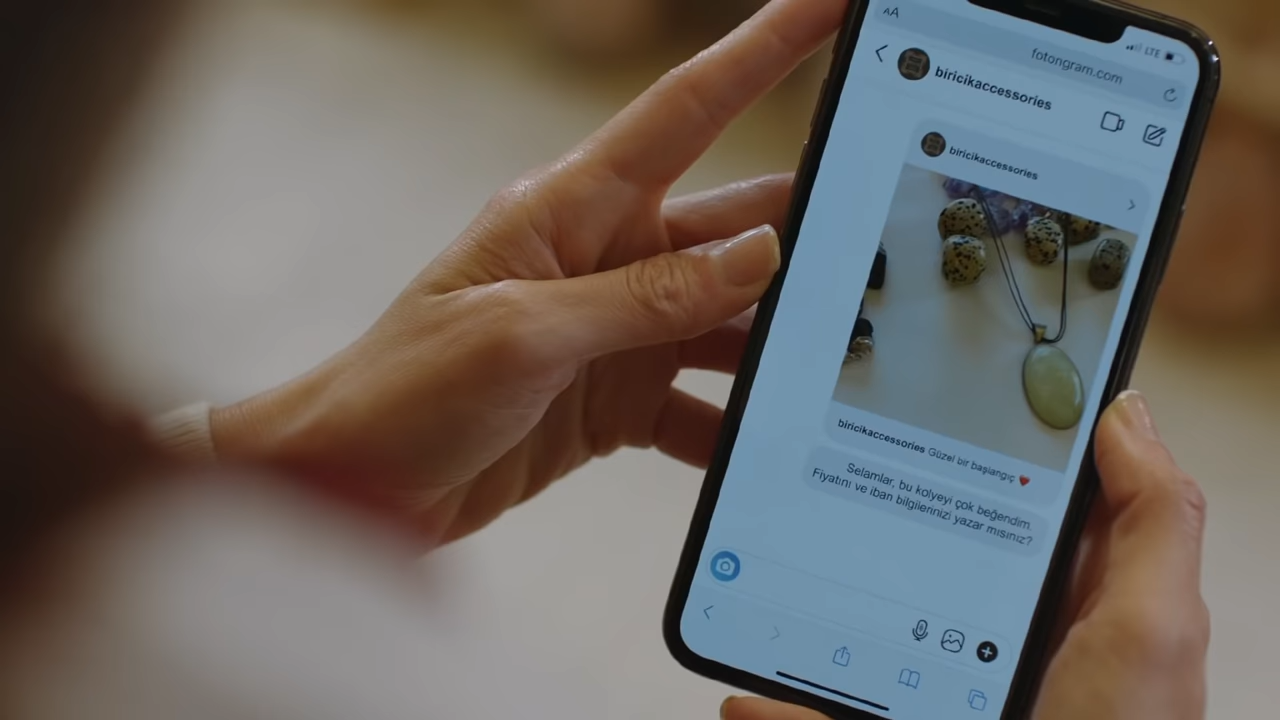 AA
LTE
fotongram.com
biricikaccessories
biricikaccessories
biricikaccessories Güzel bir başlangıç ❤️
Selamlar, bu kolyeyi çok beğendim.
Fiyatını ve iban bilgilerinizi yazar mısınız?